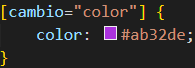 [cambio="color"] {
    color: #ab32de;
}